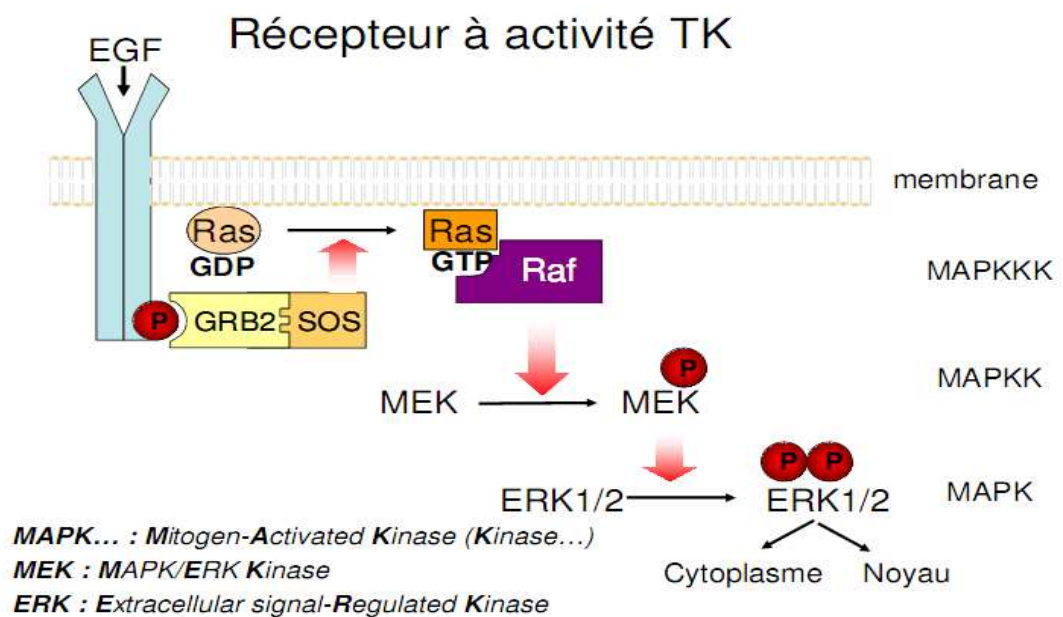 Récepteur à activité TK
EGF
membrane
Ras
GDP
Ras
GTP
Raf
MAPKKK
P
GRB2
SOS
P
MEK
MEK
MAPKK
P
P
ERK1/2
ERK1/2
MAPK
MAPK... : Mitogen-Activated Kinase (Kinase...)
MEK : MAPK/ERK Kinase
ERK : Extracellular signal-Regulated Kinase
Cytoplasme
Noyau